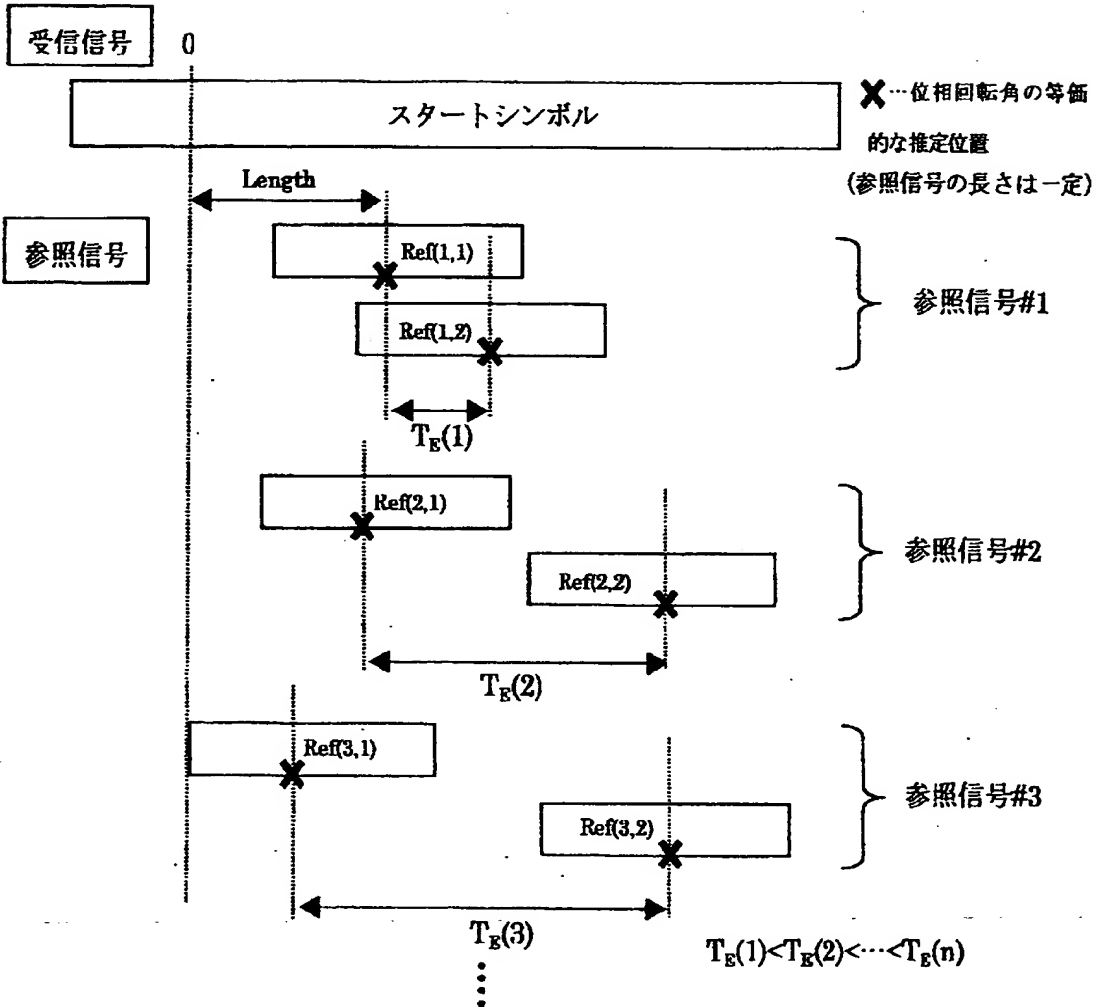 受信信号
0
スタートシンボル
✕…位相回転角の等価
的な推定位置
(参照信号の長さは一定)
Length
参照信号
Ref(1,1)
Ref(1,2)
参照信号#1
T_E(1)
Ref(2,1)
Ref(2,2)
参照信号#2
T_E(2)
Ref(3,1)
Ref(3,2)
参照信号#3
T_E(3)
T_E(1)<T_E(2)<…<T_E(n)